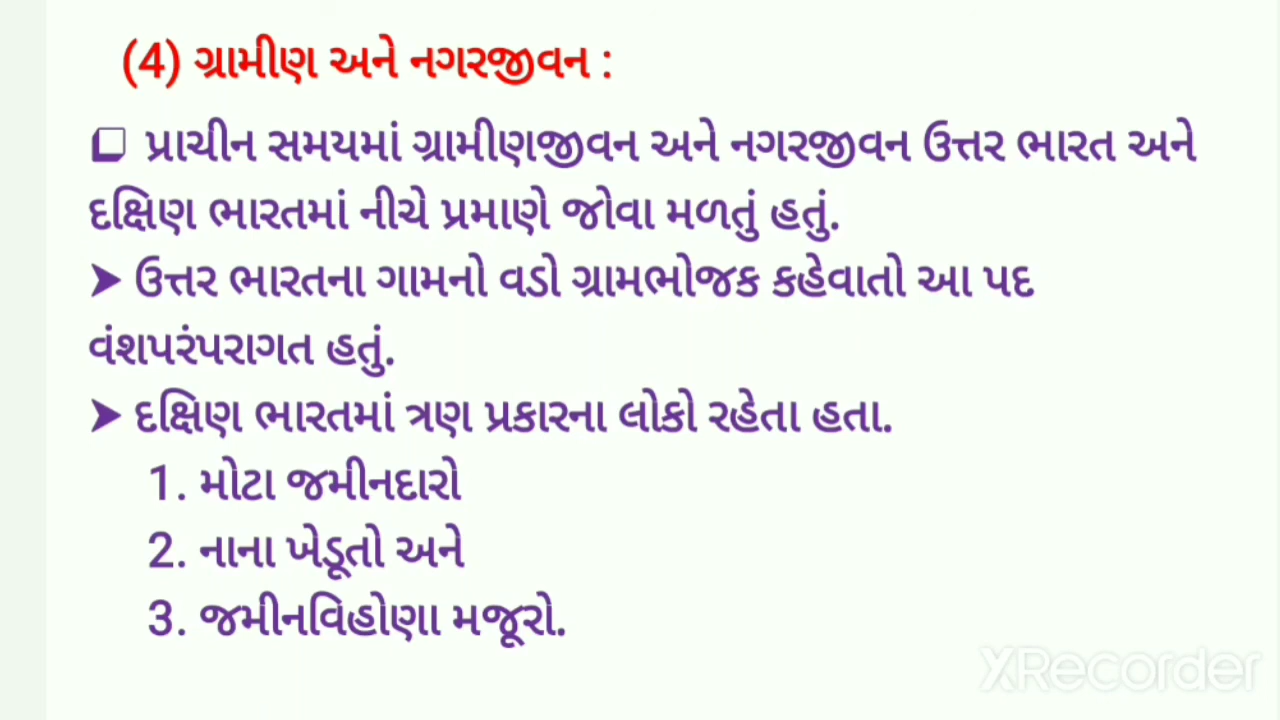 (4) ગ્રામીણ અને નગરજીવન :
❑ પ્રાચીન સમયમાં ગ્રામીણજીવન અને નગરજીવન ઉત્તર ભારત અને
દક્ષિણ ભારતમાં નીચે પ્રમાણે જોવા મળતું હતું.
➤ ઉત્તર ભારતના ગામનો વડો ગ્રામભોજક કહેવાતો આ પદ
વંશપરંપરાગત હતું.
➤ દક્ષિણ ભારતમાં ત્રણ પ્રકારના લોકો રહેતા હતા.
1. મોટા જમીનદારો
2. નાના ખેડૂતો અને
3. જમીનવિહોણા મજૂરો.
XRecorder